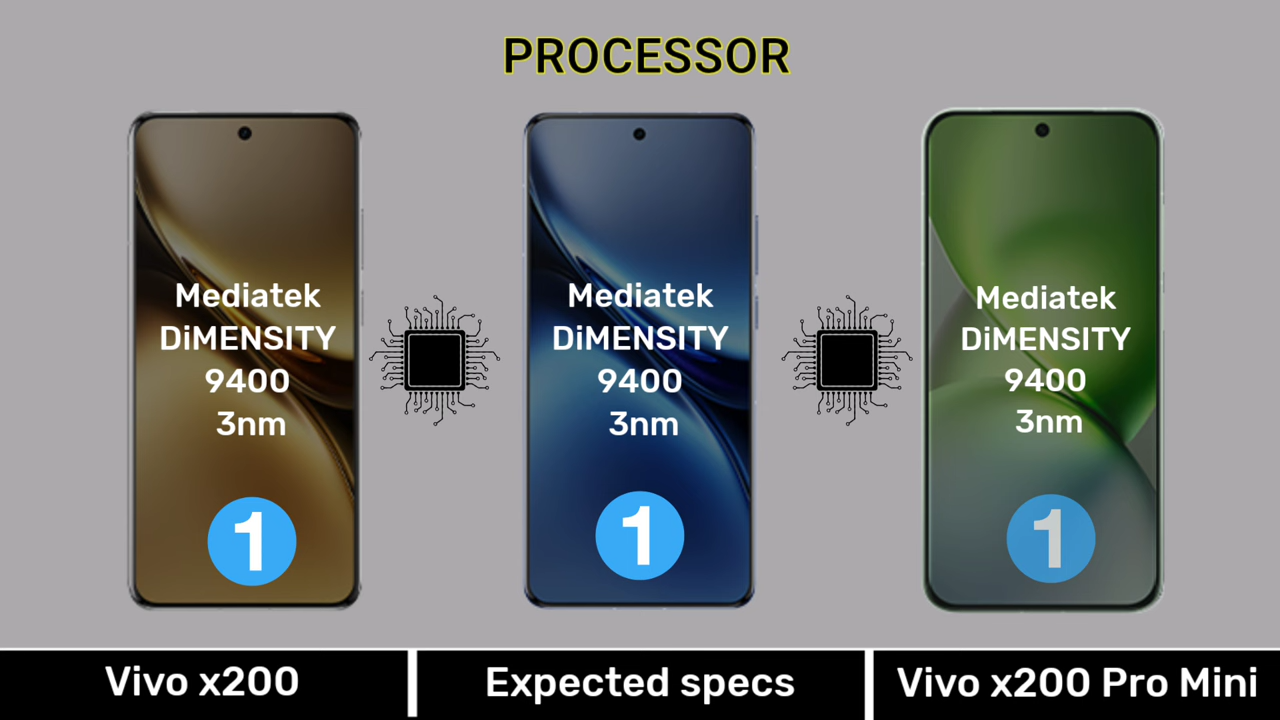 PROCESSOR
Mediatek
DiMENSITY
9400
3nm
1
Mediatek
DiMENSITY
9400
3nm
1
Mediatek
DiMENSITY
9400
3nm
1
Vivo x200
Expected specs
Vivo x200 Pro Mini